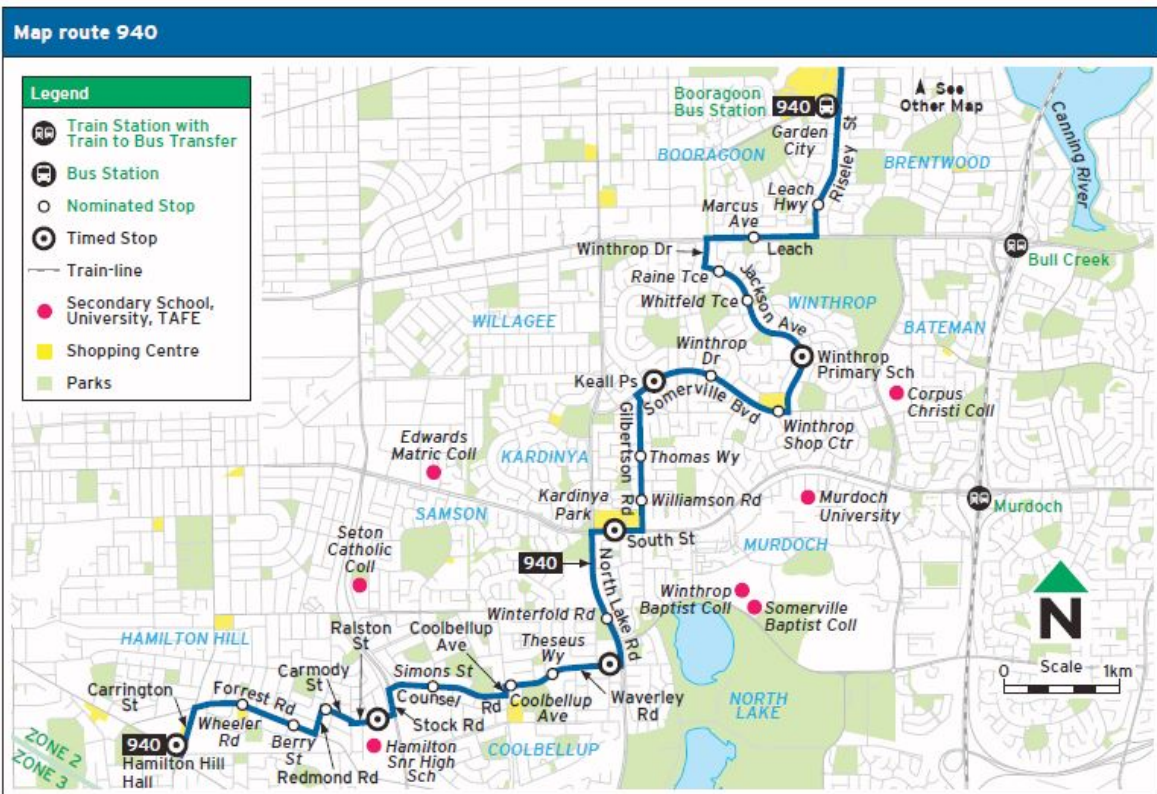 Map route 940
Legend
Train Station with
Train to Bus Transfer
Bus Station
Nominated Stop
Timed Stop
Train-line
Secondary School,
University, TAFE
Shopping Centre
Parks
Booragoon
Bus Station
940
Garden
City
See
Other Map
Canning River
BOORAGOON
Riseley St
BRENTWOOD
Leach
Hwy
Marcus
Ave
Winthrop Dr
Leach
Bull Creek
Raine Tce
Jackson Ave
Whitfeld Tce
WINTHROP
WILLAGEE
BATEMAN
Winthrop
Dr
Winthrop
Primary Sch
Keall Ps
Somerville Blvd
Corpus
Christi Coll
Gilbertson Rd
Winthrop
Shop Ctr
Edwards
Matric Coll
KARDINYA
Thomas Wy
Kardinya
Park
Williamson Rd
Murdoch
University
Murdoch
SAMSON
South St
MURDOCH
Seton
Catholic
Coll
940
North Lake Rd
Winthrop
Baptist Coll
Somerville
Baptist Coll
N
Winterfold Rd
HAMILTON HILL
Ralston
St
Coolbellup
Ave
Theseus
Wy
Scale
0
1km
Carmody
St
Simons St
Carrington
St
Forrest Rd
Counsel Rd
Coolbellup
Ave
Waverley
Rd
NORTH
LAKE
Wheeler
Rd
Stock Rd
ZONE 2
ZONE 3
940
Hamilton Hill
Hall
Berry
St
Redmond Rd
Hamilton
Snr High
Sch
COOLBELLUP